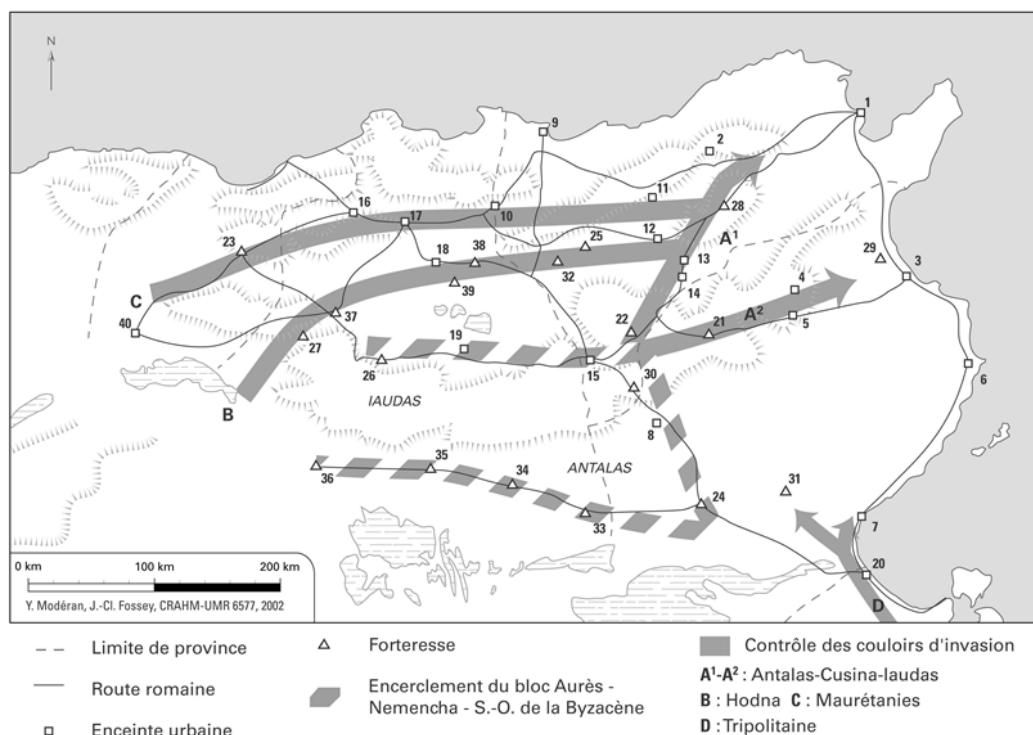 N
1
9
2
11
28
16
10
17
12
25
A¹
23
18
38
32
13
29
3
14
4
39
C
37
22
21
A²
5
40
27
19
26
15
6
30
B
IAUDAS
8
35
ANTALAS
36
34
31
24
33
7
20
D
0 km 100 km 200 km
Y. Modéran, J.-Cl. Fossey, CRAHM-UMR 6577, 2002
Limite de province
Route romaine
Enceinte urbaine
Forteresse
Encerclement du bloc Aurès -
Nemencha - S.-O. de la Byzacène
Contrôle des couloirs d'invasion
A¹-A² : Antalas-Cusina-Iaudas
B : Hodna C : Maurétanies
D : Tripolitaine